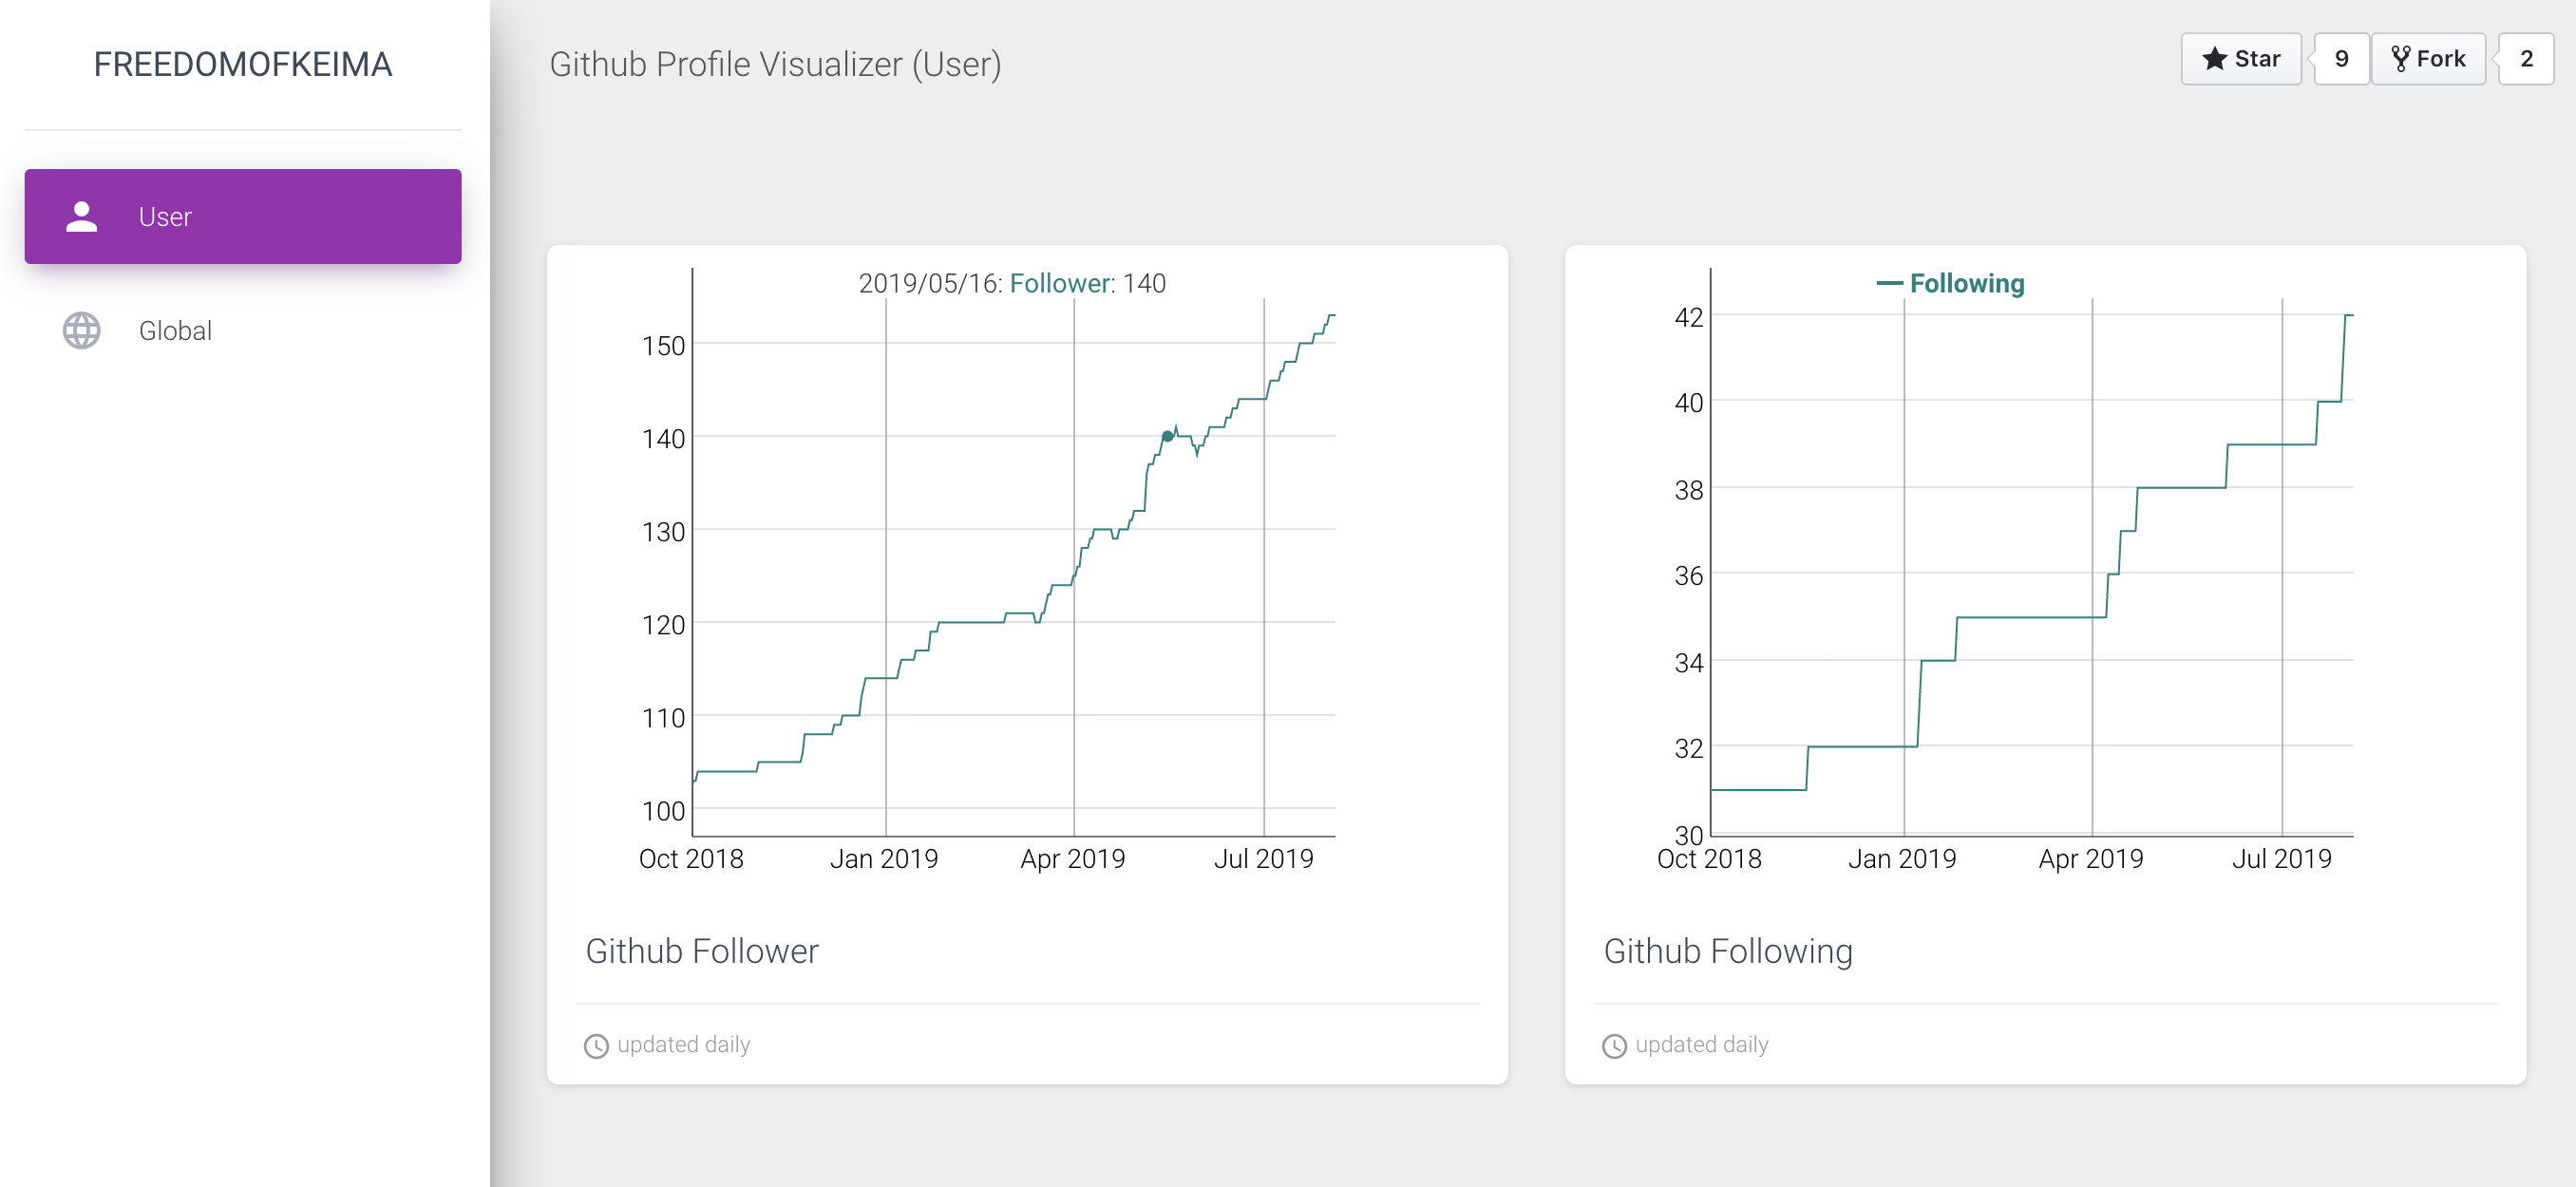 FREEDOMOFKEIMA
User
Global
Github Profile Visualizer (User)
Star 9 Fork 2
2019/05/16: Follower: 140
150
140
130
120
110
100
Oct 2018 Jan 2019 Apr 2019 Jul 2019
Github Follower
updated daily
Following
42
40
38
36
34
32
30
Oct 2018 Jan 2019 Apr 2019 Jul 2019
Github Following
updated daily